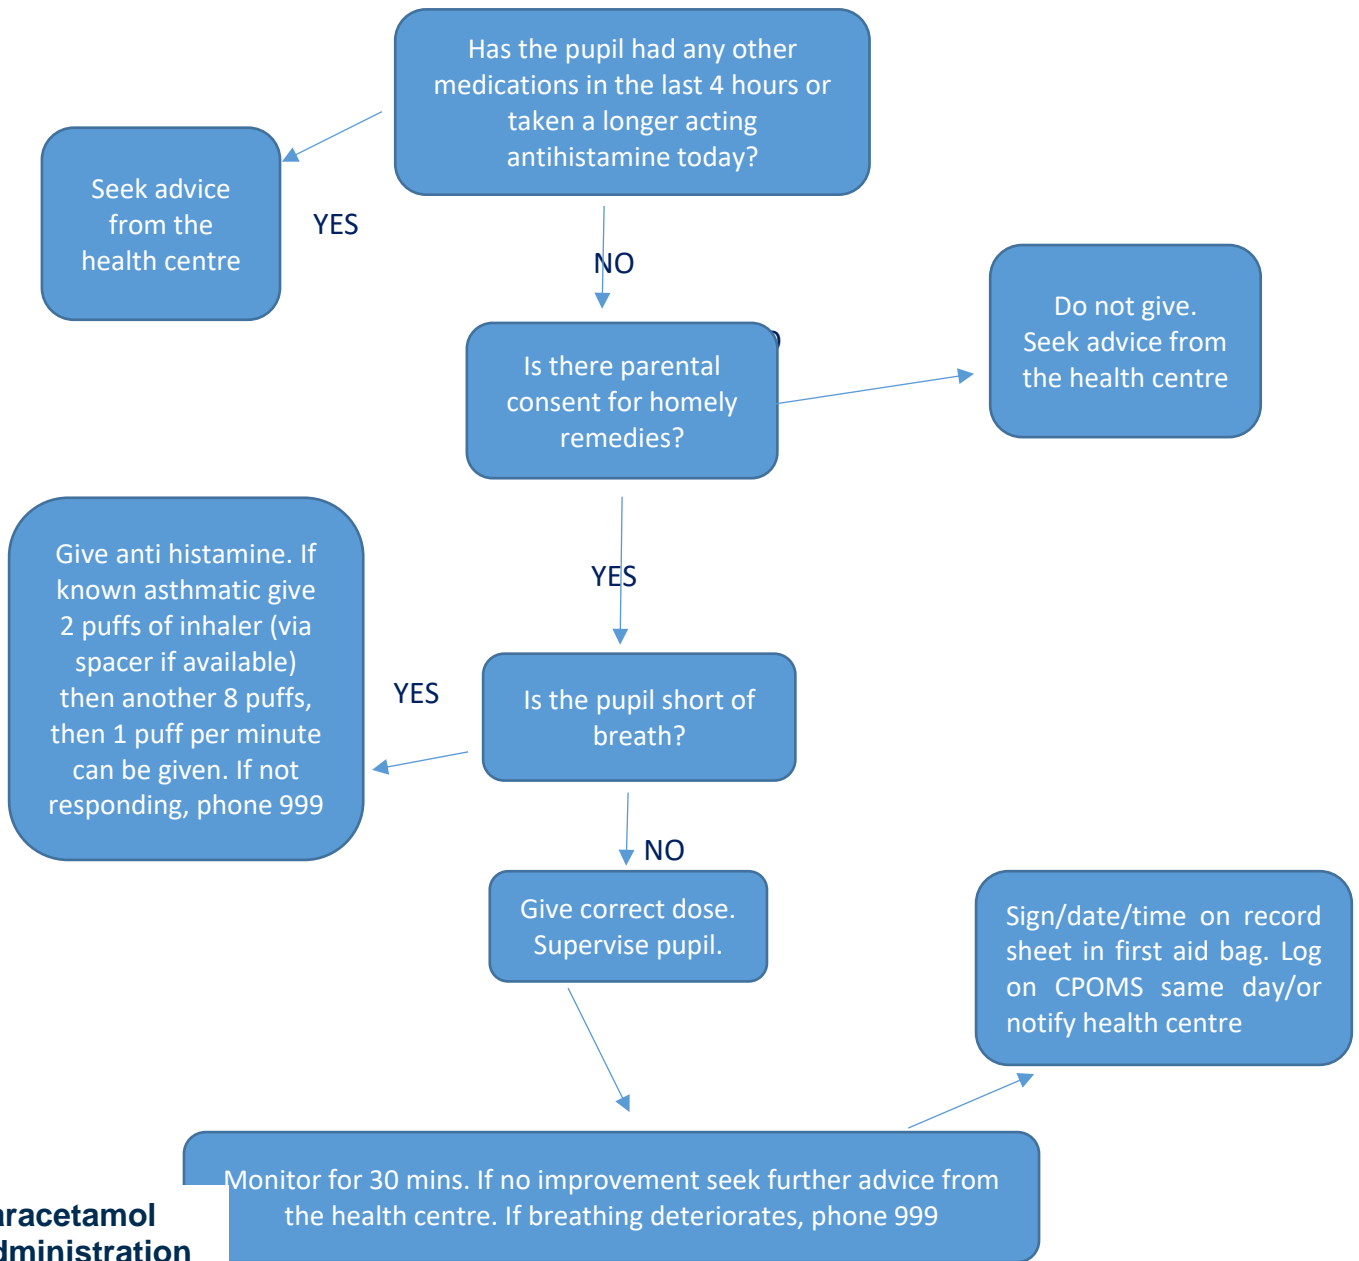 Has the pupil had any other
medications in the last 4 hours or
taken a longer acting
antihistamine today?
Seek advice
from the
health centre
YES
NO
Do not give.
Seek advice from
the health centre
Is there parental
consent for homely
remedies?
YES
Give anti histamine. If
known asthmatic give
2 puffs of inhaler (via
spacer if available)
then another 8 puffs,
then 1 puff per minute
can be given. If not
responding, phone 999
YES
Is the pupil short of
breath?
NO
Give correct dose.
Supervise pupil.
Sign/date/time on record
sheet in first aid bag. Log
on CPOMS same day/or
notify health centre
Monitor for 30 mins. If no improvement seek further advice from
the health centre. If breathing deteriorates, phone 999
aracetamol
dministration